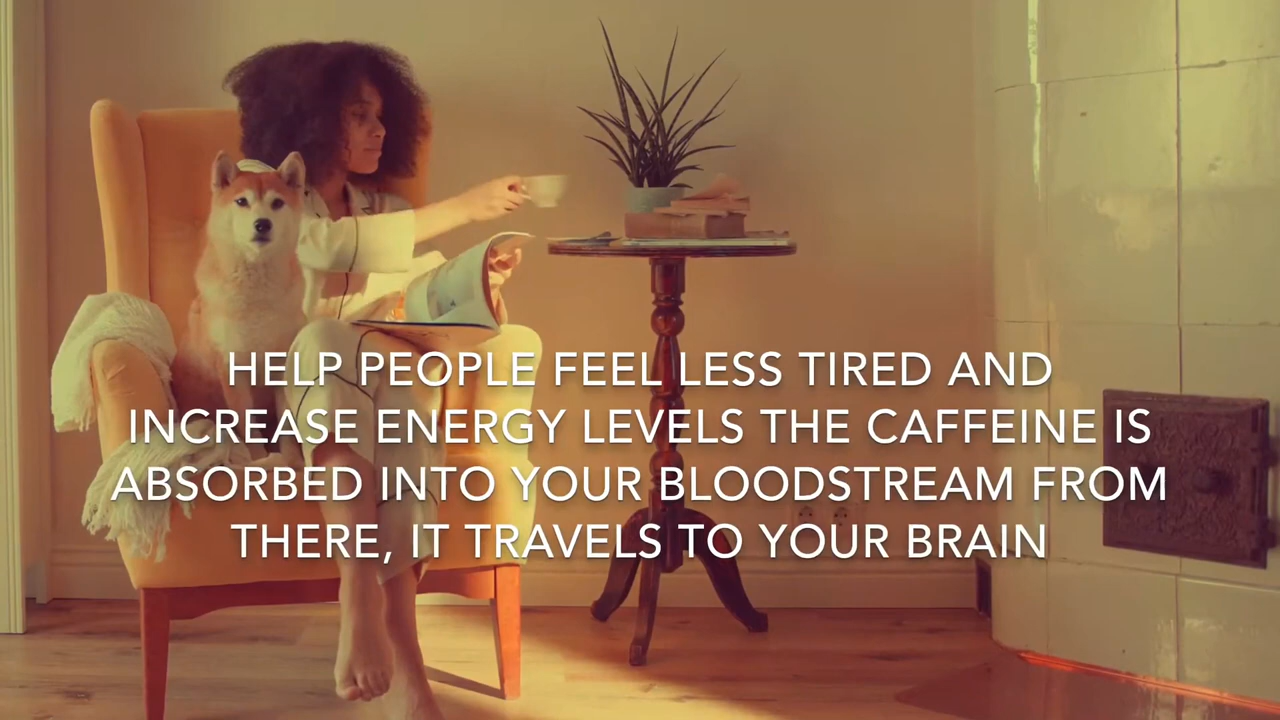 HELP PEOPLE FEEL LESS TIRED AND
INCREASE ENERGY LEVELS THE CAFFEINE IS
ABSORBED INTO YOUR BLOODSTREAM FROM
THERE, IT TRAVELS TO YOUR BRAIN